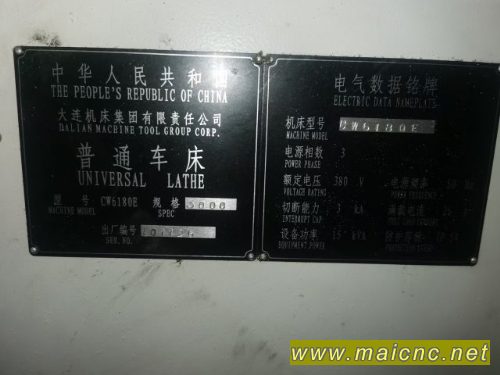 中华人民共和国
THE PEOPLE'S REPUBLIC OF CHINA
大连机床集团有限责任公司
DALIAN MACHINE TOOL GROUP CORP.
普通车床
UNIVERSAL LATHE
型 号 CW6180E 规 格
MACHINE MODEL SPEC
出厂编号
SER. NO.
电气数据铭牌
ELECTRIC DATA NAMEPLATE
机床型号 CW6180E
MACHINE MODEL
电源相数 3
POWER PHASE
额定电压 380 V
VOLTAGE RATING
切断能力 3 kA
INTERRUPT CAP
设备功率 15 kVA
EQUIPMENT POWER
www.maicnc.net